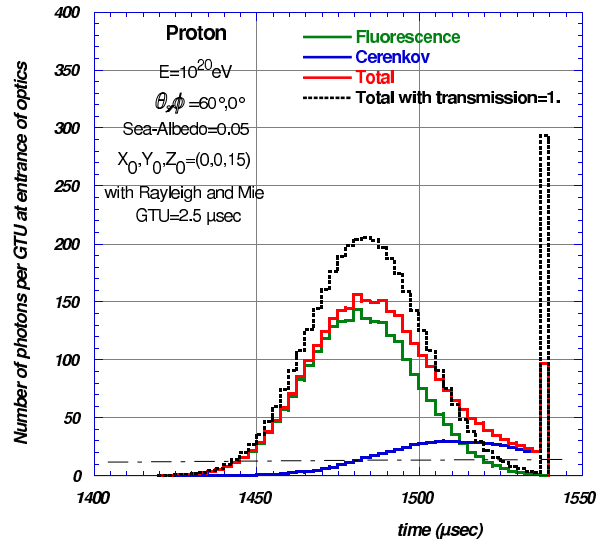 Number of photons per GTU at entrance of optics
400
350
300
250
200
150
100
50
0
Proton
E=10²⁰eV
θ,ϕ =60°,0°
Sea-Albedo=0.05
X₀,Y₀,Z₀=(0,0,15)
with Rayleigh and Mie
GTU=2.5 µsec
Fluorescence
Cerenkov
Total
Total with transmission=1.
1400
1450
1500
1550
time (µsec)